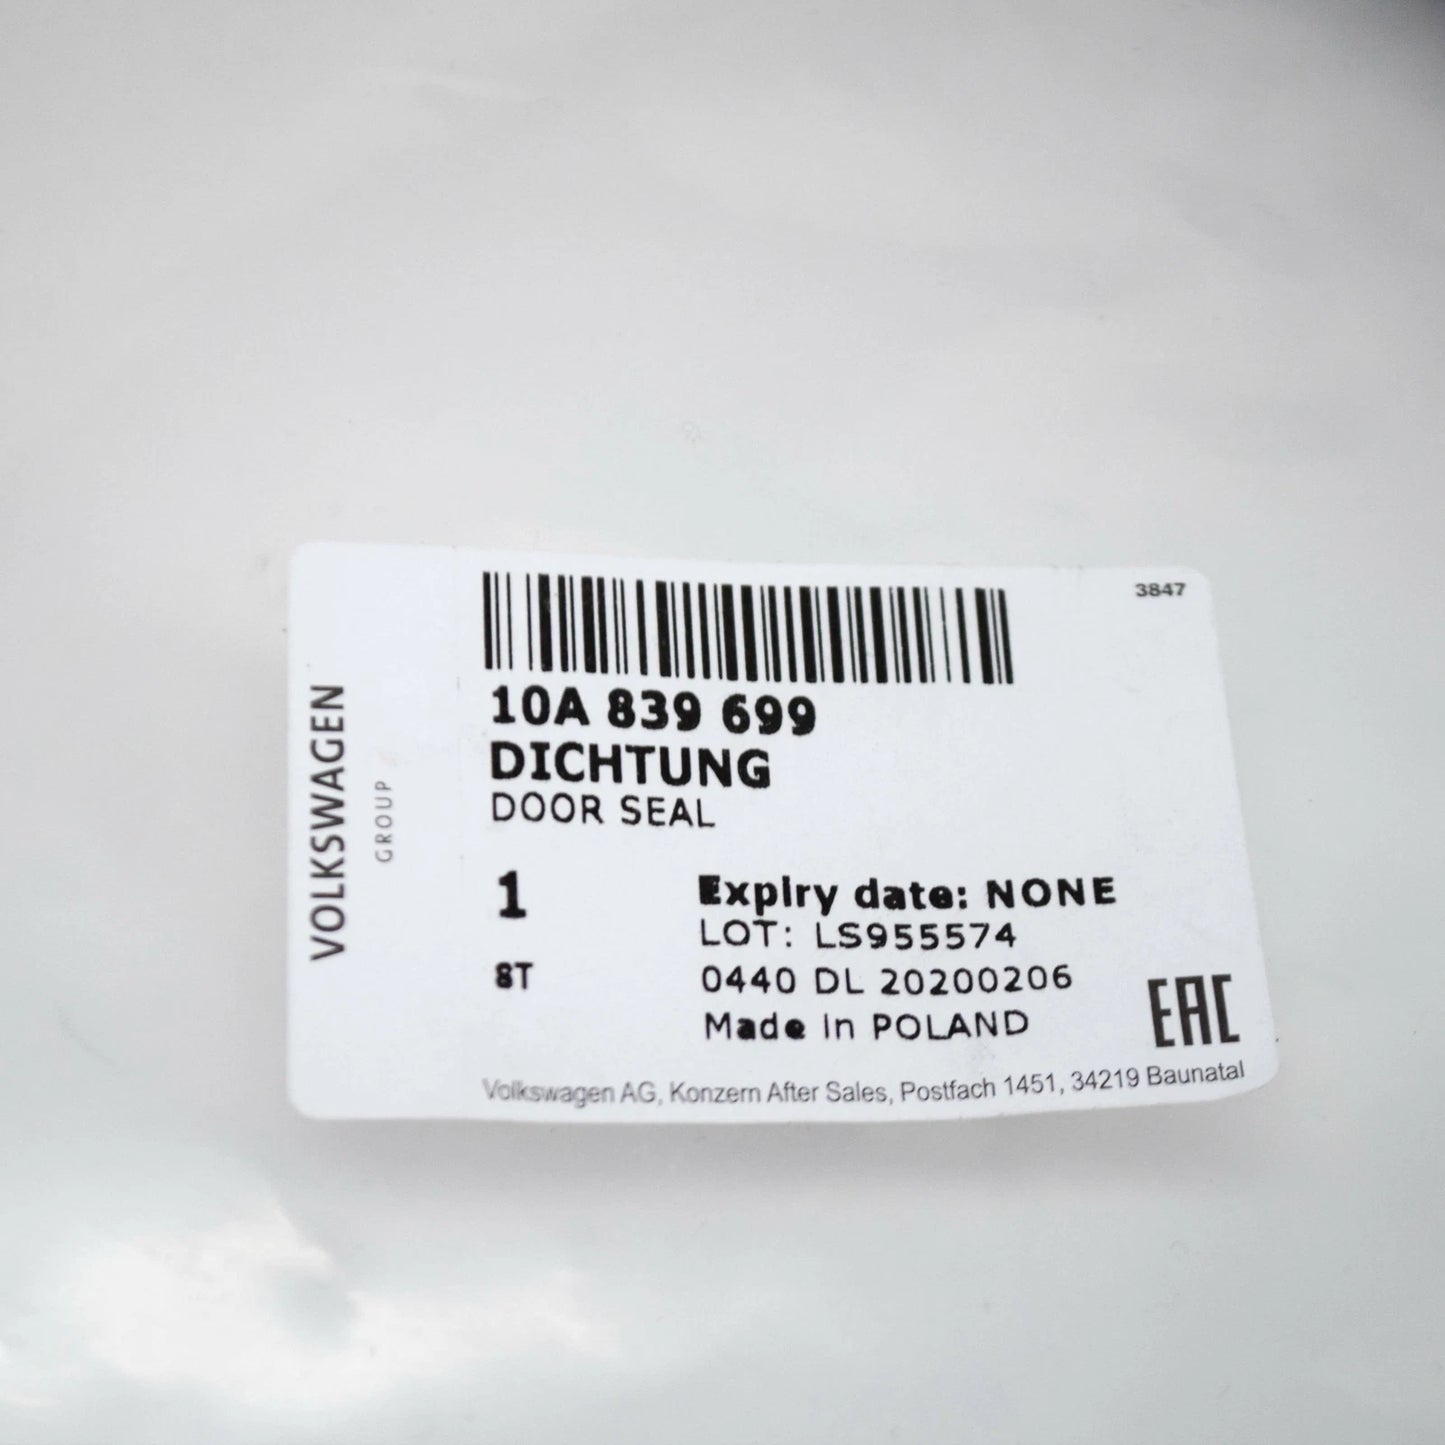 3847
VOLKSWAGEN
GROUP
10A 839 699
DICHTUNG
DOOR SEAL
1
Expiry date: NONE
LOT: LS955574
8T
0440 DL 20200206
Made in POLAND
EAC
Volkswagen AG, Konzern After Sales, Postfach 1451, 34219 Baunatal